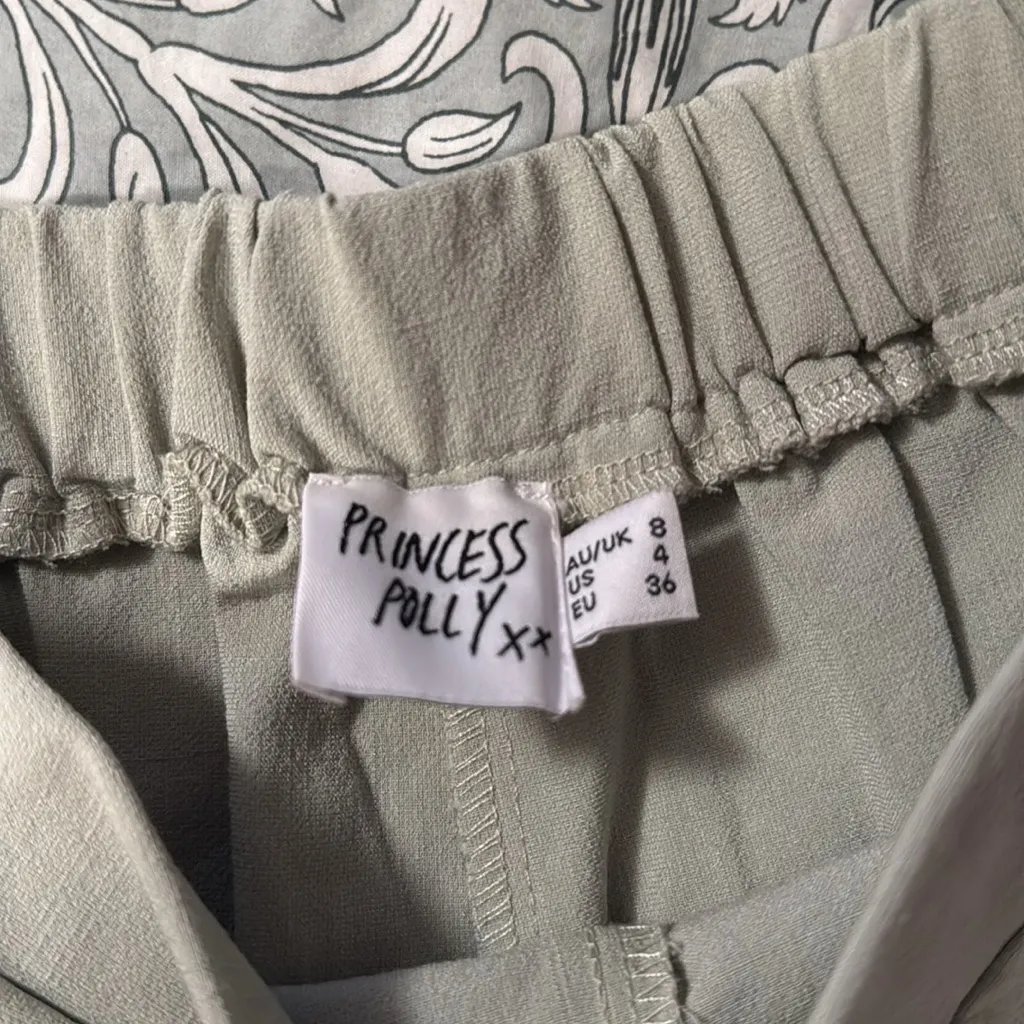 PRINCESS
POLLY xx
AU/UK 8
US 4
EU 36